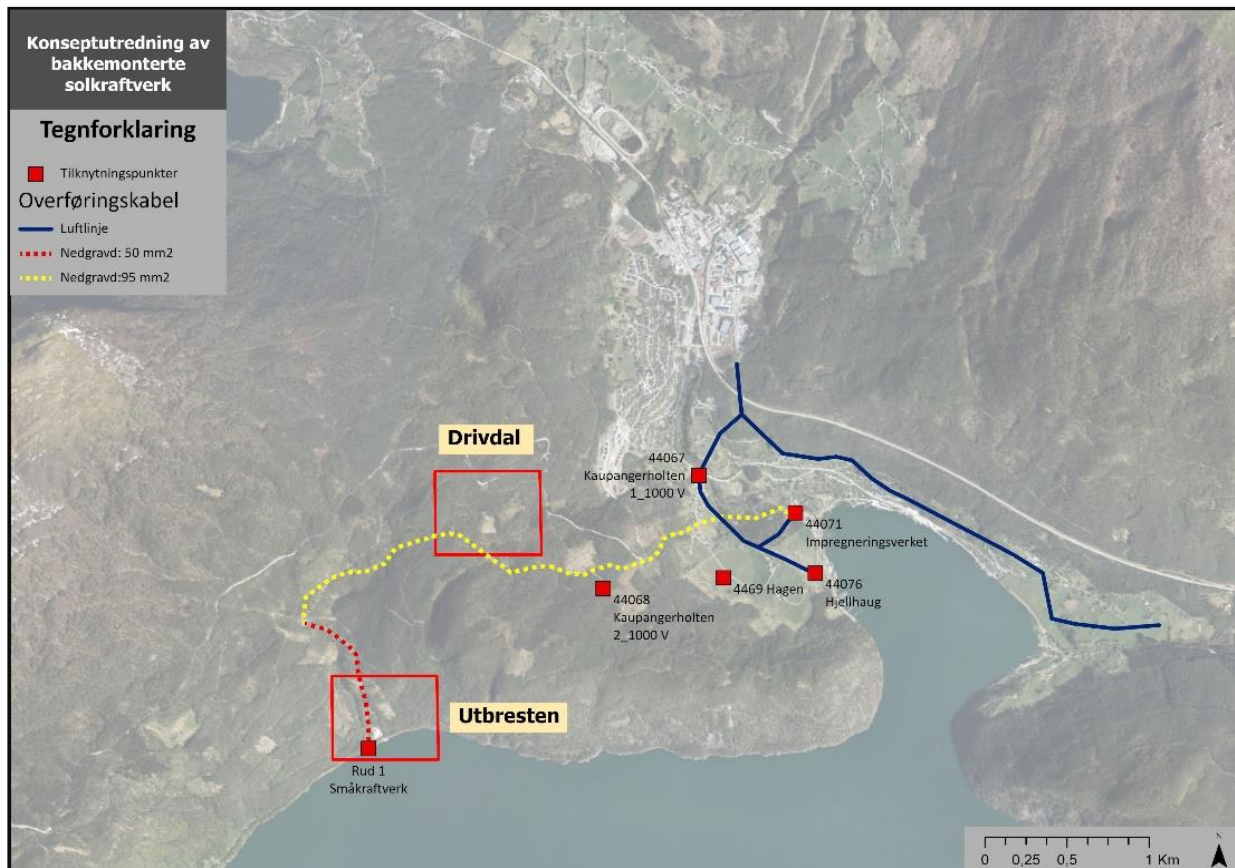 Konseptutredning av
bakkemonterte
solkraftverk
Tegnforklaring
Tilknytningspunkter
Overføringskabel
Luftlinje
Nedgravd: 50 mm2
Nedgravd:95 mm2
Drivdal
44067
Kaupangerholten
1_1000 V
44071
Impregneringsverket
44068
Kaupangerholten
2_1000 V
4469 Hagen
44076
Hjellhaug
Utbresten
Rud 1
Småkraftverk
N
0 0,25 0,5 1 Km